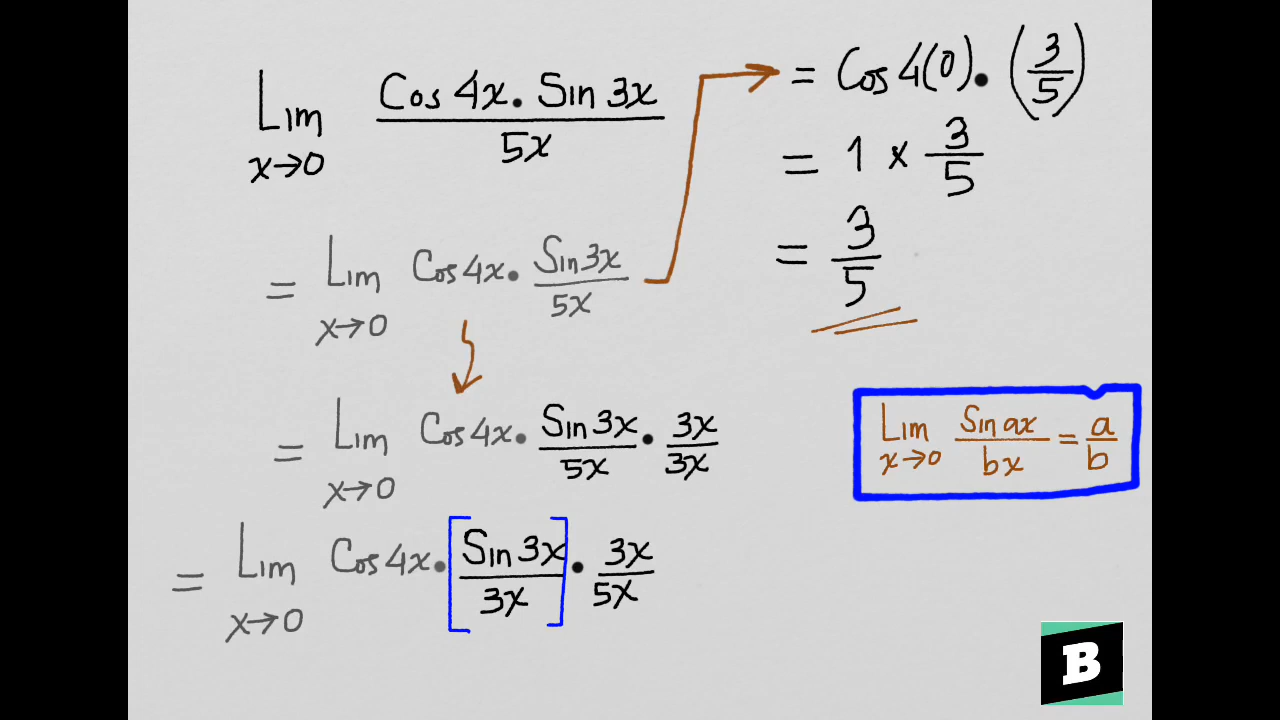 Lim x→0 Cos 4x . Sin 3x / 5x
= Lim x→0 Cos 4x . Sin 3x / 5x
= Lim x→0 Cos 4x . Sin 3x / 5x . 3x / 3x
= Lim x→0 Cos 4x . [Sin 3x / 3x] . 3x / 5x
= Cos 4(0) . (3/5)
= 1 × 3/5
= 3/5
Lim x→0 Sin ax / bx = a/b
B